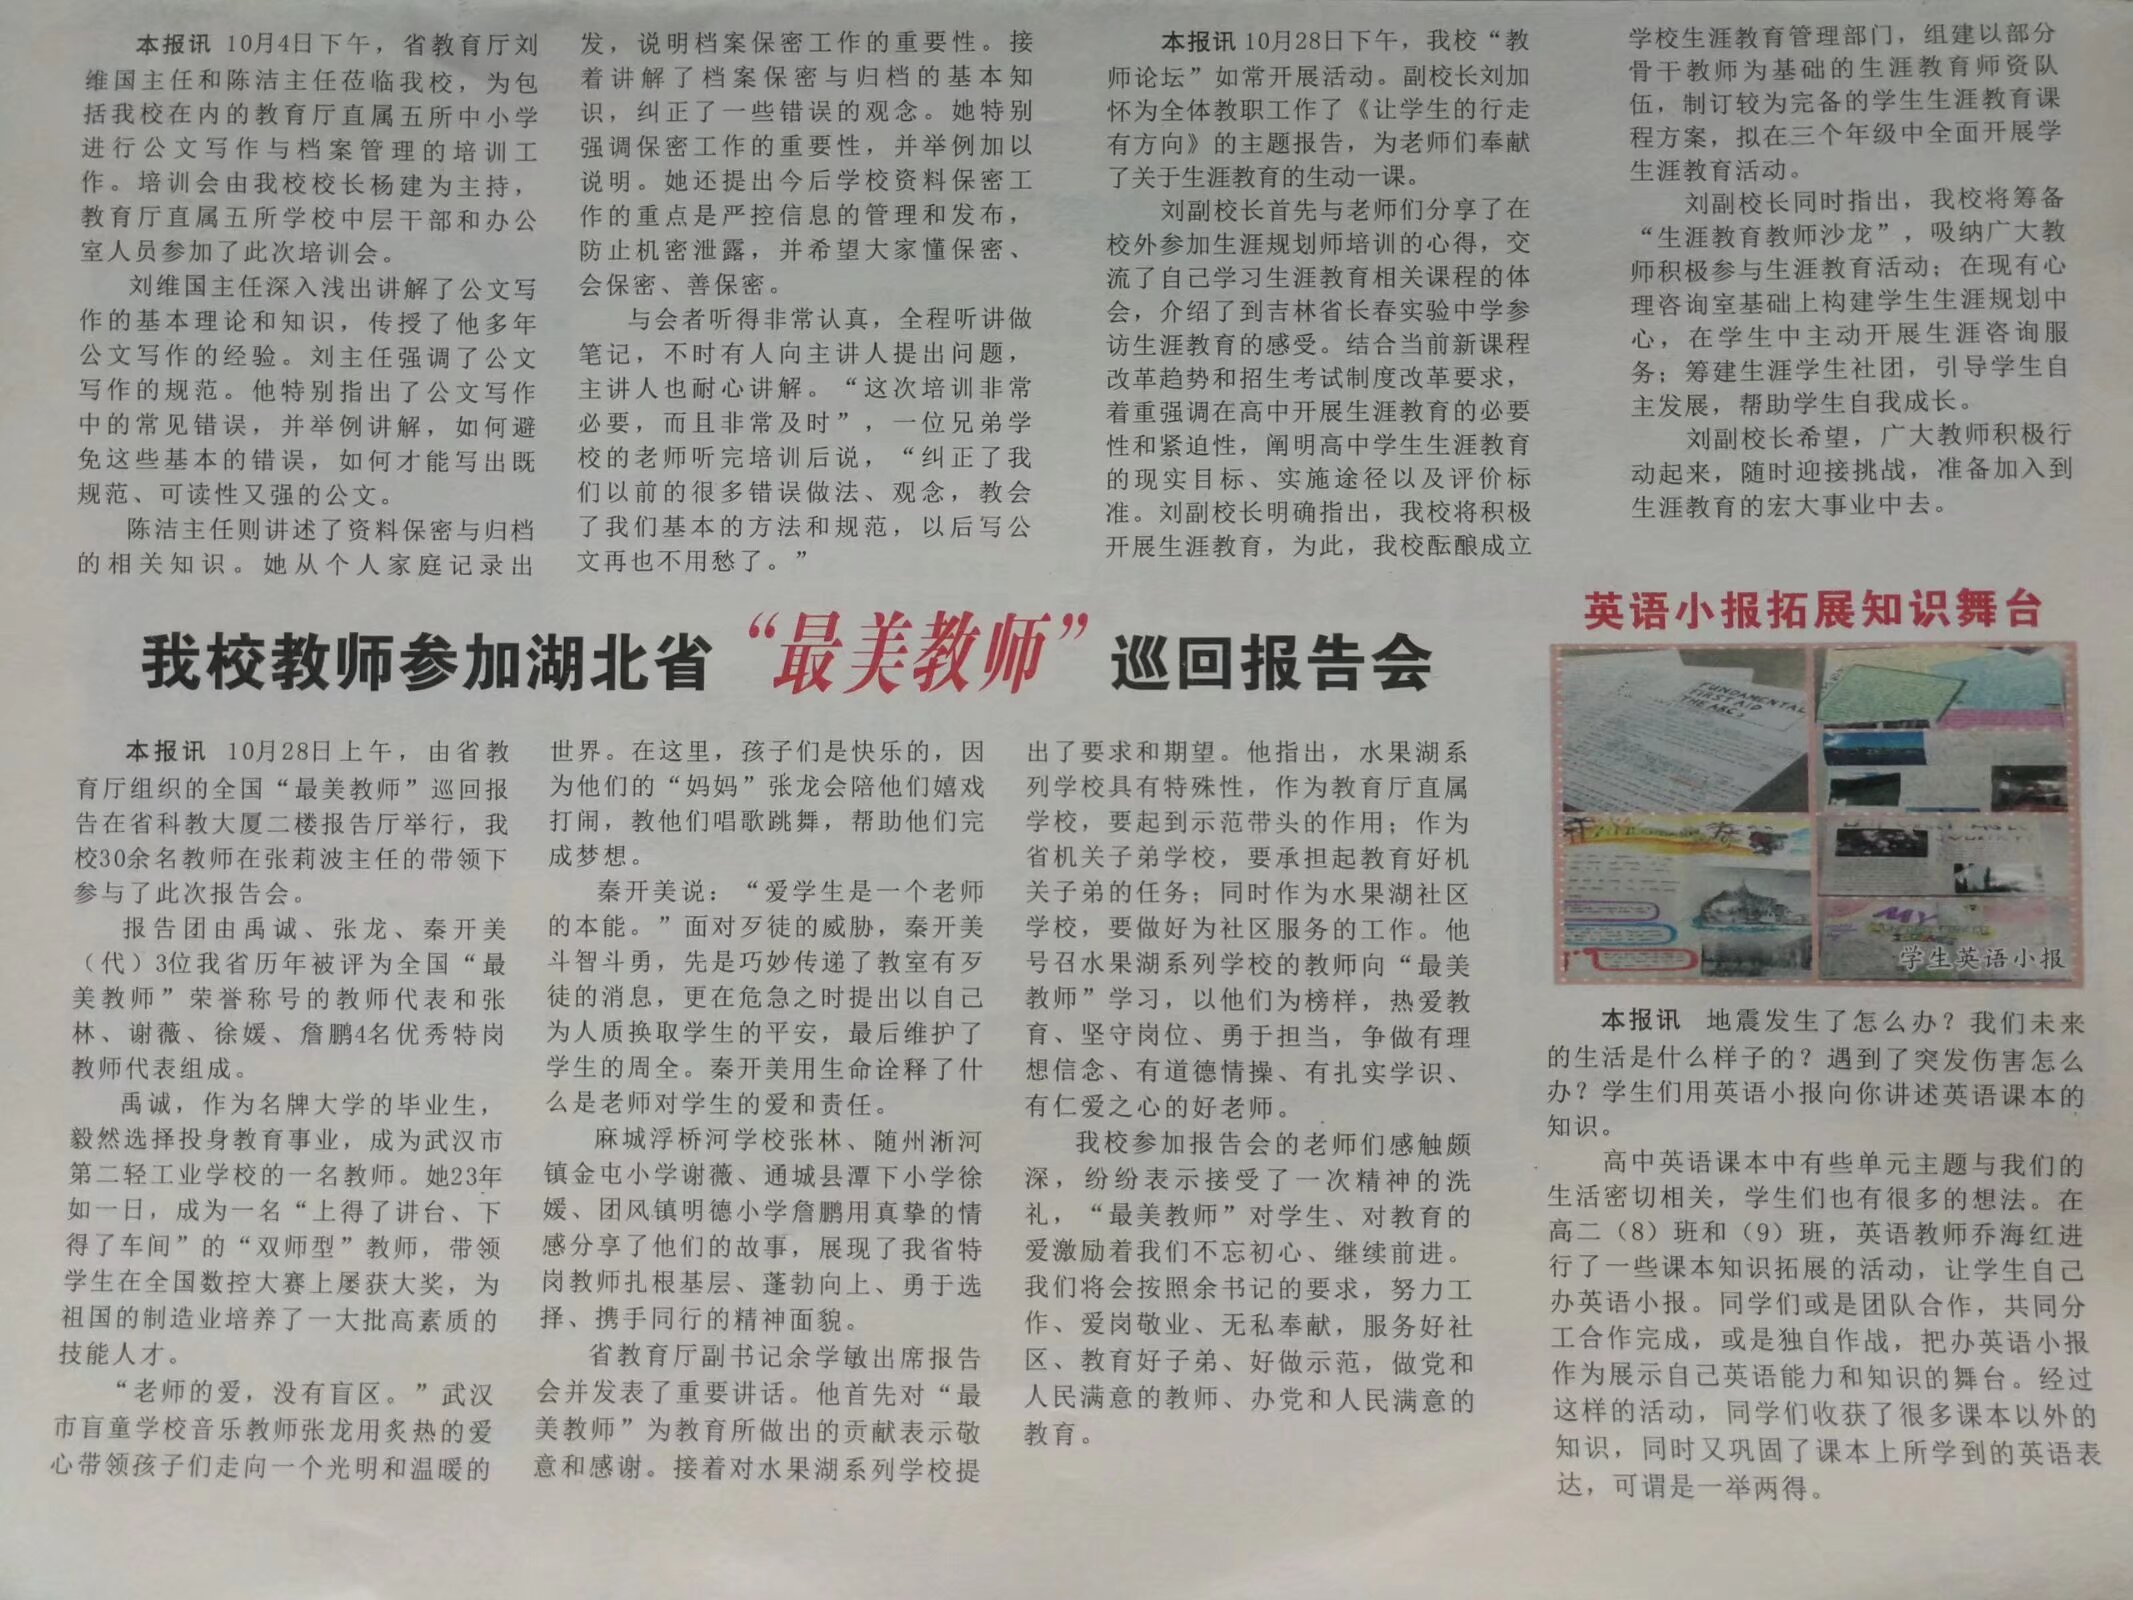 本报讯 10月4日下午，省教育厅刘
维国主任和陈洁主任莅临我校，为包
括我校在内的教育厅直属五所中小学
进行公文写作与档案管理的培训工
作。培训会由我校校长杨建为主持，
教育厅直属五所学校中层干部和办公
室人员参加了此次培训会。
刘维国主任深入浅出讲解了公文写
作的基本理论和知识，传授了他多年
公文写作的经验。刘主任强调了公文
写作的规范。他特别指出了公文写作
中的常见错误，并举例讲解，如何避
免这些基本的错误，如何才能写出既
规范、可读性又强的公文。
陈洁主任则讲述了资料保密与归档
的相关知识。她从个人家庭记录出
发，说明档案保密工作的重要性。接
着讲解了档案保密与归档的基本知
识，纠正了一些错误的观念。她特别
强调保密工作的重要性，并举例加以
说明。她还提出今后学校资料保密工
作的重点是严控信息的管理和发布，
防止机密泄露，并希望大家懂保密、
会保密、善保密。
与会者听得非常认真，全程听讲做
笔记，不时有人向主讲人提出问题，
主讲人也耐心讲解。“这次培训非常
必要，而且非常及时”，一位兄弟学
校的老师听完培训后说，“纠正了我
们以前的很多错误做法、观念，教会
了我们基本的方法和规范，以后写公
文再也不用愁了。”
本报讯 10月28日下午，我校“教
师论坛”如常开展活动。副校长刘加
怀为全体教职工作了《让学生的行走
有方向》的主题报告，为老师们奉献
了关于生涯教育的生动一课。
刘副校长首先与老师们分享了在
校外参加生涯规划师培训的心得，交
流了自己学习生涯教育相关课程的体
会，介绍了到吉林省长春实验中学参
访生涯教育的感受。结合当前新课程
改革趋势和招生考试制度改革要求，
着重强调在高中开展生涯教育的必要
性和紧迫性，阐明高中学生生涯教育
的现实目标、实施途径以及评价标
准。刘副校长明确指出，我校将积极
开展生涯教育，为此，我校酝酿成立
学校生涯教育管理部门，组建以部分
骨干教师为基础的生涯教育师资队
伍，制订较为完备的学生生涯教育课
程方案，拟在三个年级中全面开展学
生涯教育活动。
刘副校长同时指出，我校将筹备
“生涯教育教师沙龙”，吸纳广大教
师积极参与生涯教育活动；在现有心
理咨询室基础上构建学生生涯规划中
心，在学生中主动开展生涯咨询服
务；筹建生涯学生社团，引导学生自
主发展，帮助学生自我成长。
刘副校长希望，广大教师积极行
动起来，随时迎接挑战，准备加入到
生涯教育的宏大事业中去。
我校教师参加湖北省“最美教师”巡回报告会
本报讯 10月28日上午，由省教
育厅组织的全国“最美教师”巡回报
告在省科教大厦二楼报告厅举行，我
校30余名教师在张莉波主任的带领下
参与了此次报告会。
报告团由禹诚、张龙、秦开美
（代）3位我省历年被评为全国“最
美教师”荣誉称号的教师代表和张
林、谢薇、徐媛、詹鹏4名优秀特岗
教师代表组成。
禹诚，作为名牌大学的毕业生，
毅然选择投身教育事业，成为武汉市
第二轻工业学校的一名教师。她23年
如一日，成为一名“上得了讲台、下
得了车间”的“双师型”教师，带领
学生在全国数控大赛上屡获大奖，为
祖国的制造业培养了一大批高素质的
技能人才。
“老师的爱，没有盲区。”武汉
市盲童学校音乐教师张龙用炙热的爱
心带领孩子们走向一个光明和温暖的
世界。在这里，孩子们是快乐的，因
为他们的“妈妈”张龙会陪他们嬉戏
打闹，教他们唱歌跳舞，帮助他们完
成梦想。
秦开美说：“爱学生是一个老师
的本能。”面对歹徒的威胁，秦开美
斗智斗勇，先是巧妙传递了教室有歹
徒的消息，更在危急之时提出以自己
为人质换取学生的平安，最后维护了
学生的周全。秦开美用生命诠释了什
么是老师对学生的爱和责任。
麻城浮桥河学校张林、随州淅河
镇金屯小学谢薇、通城县潭下小学徐
媛、团风镇明德小学詹鹏用真挚的情
感分享了他们的故事，展现了我省特
岗教师扎根基层、蓬勃向上、勇于选
择、携手同行的精神面貌。
省教育厅副书记余学敏出席报告
会并发表了重要讲话。他首先对“最
美教师”为教育所做出的贡献表示敬
意和感谢。接着对水果湖系列学校提
出了要求和期望。他指出，水果湖系
列学校具有特殊性，作为教育厅直属
学校，要起到示范带头的作用；作为
省机关子弟学校，要承担起教育好机
关子弟的任务；同时作为水果湖社区
学校，要做好为社区服务的工作。他
号召水果湖系列学校的教师向“最美
教师”学习，以他们为榜样，热爱教
育、坚守岗位、勇于担当，争做有理
想信念、有道德情操、有扎实学识、
有仁爱之心的好老师。
我校参加报告会的老师们感触颇
深，纷纷表示接受了一次精神的洗
礼，“最美教师”对学生、对教育的
爱激励着我们不忘初心、继续前进。
我们将会按照余书记的要求，努力工
作、爱岗敬业、无私奉献，服务好社
区、教育好子弟、好做示范，做党和
人民满意的教师、办党和人民满意的
教育。
英语小报拓展知识舞台
FUNDAMENTAL
FIRST AID
THE ABCs
MY
学生英语小报
本报讯 地震发生了怎么办？我们未来
的生活是什么样子的？遇到了突发伤害怎么
办？学生们用英语小报向你讲述英语课本的
知识。
高中英语课本中有些单元主题与我们的
生活密切相关，学生们也有很多的想法。在
高二（8）班和（9）班，英语教师乔海红进
行了一些课本知识拓展的活动，让学生自己
办英语小报。同学们或是团队合作，共同分
工合作完成，或是独自作战，把办英语小报
作为展示自己英语能力和知识的舞台。经过
这样的活动，同学们收获了很多课本以外的
知识，同时又巩固了课本上所学到的英语表
达，可谓是一举两得。